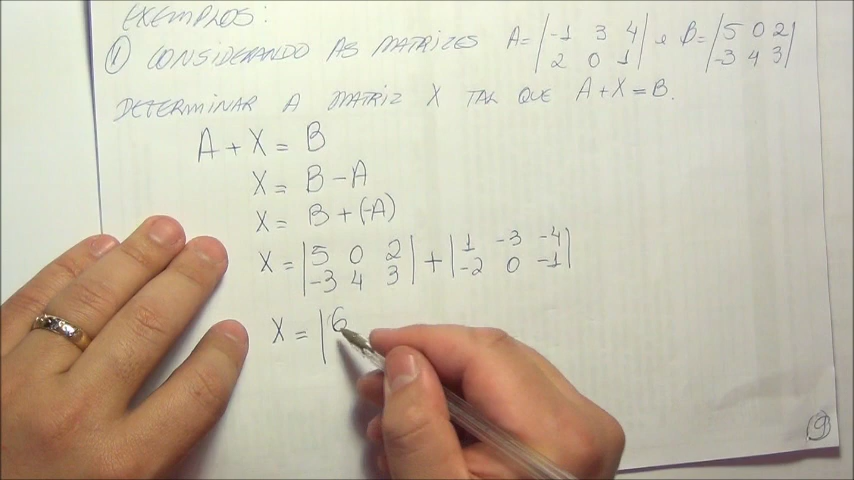 EXEMPLOS:
① CONSIDERANDO AS MATRIZES A = |-1 3 4| e B = |5 0 2|
|2 0 1| |-3 4 3|
DETERMINAR A MATRIZ X TAL QUE A + X = B.
A + X = B
X = B - A
X = B + (-A)
X = |5 0 2| + |1 -3 -4|
|-3 4 3| |-2 0 -1|
X = |6
9